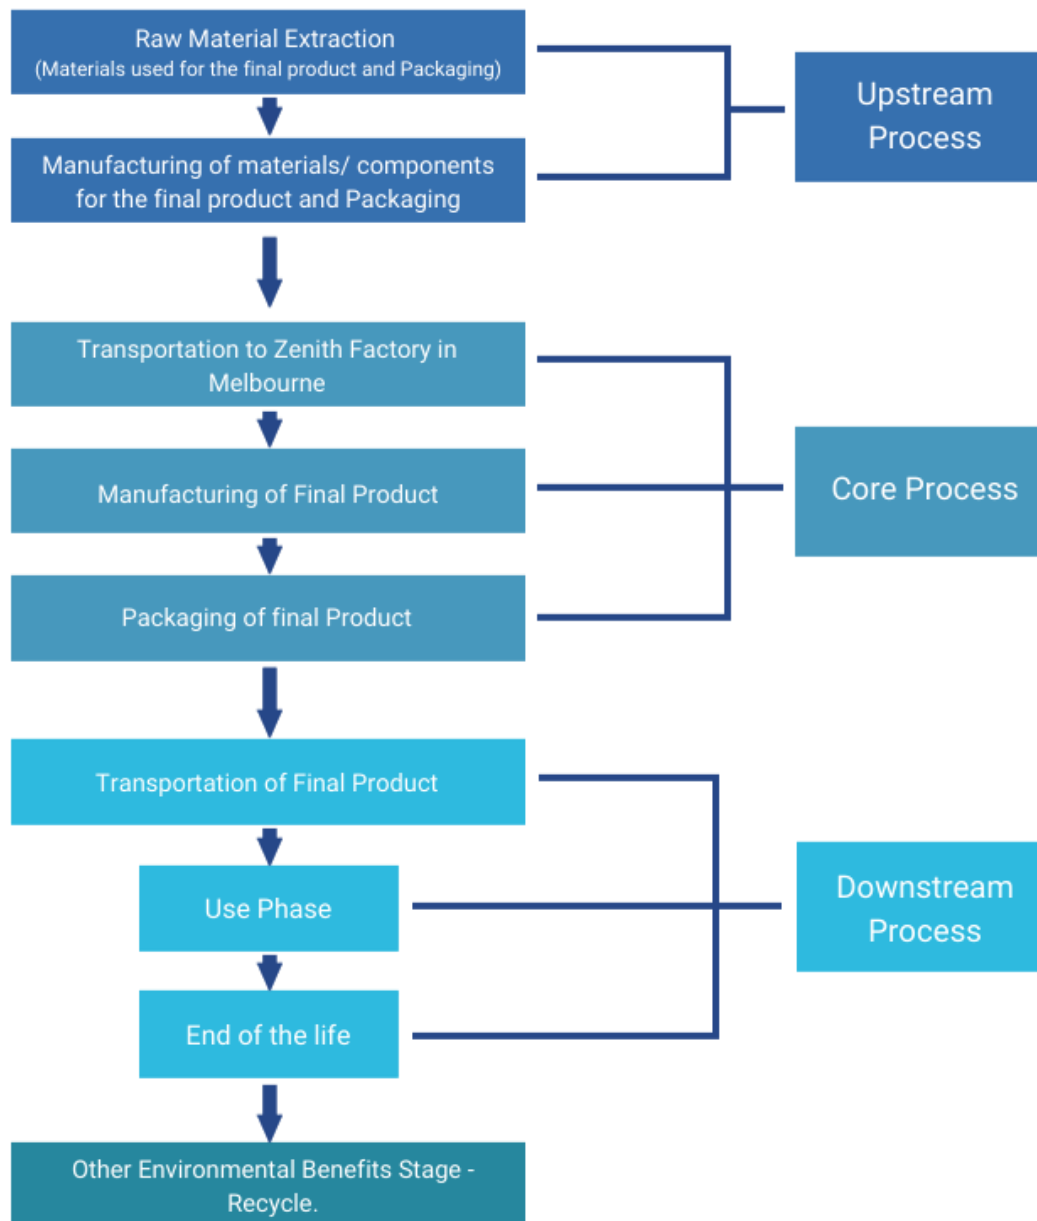 Raw Material Extraction
(Materials used for the final product and Packaging)
Upstream
Process
Manufacturing of materials/ components
for the final product and Packaging
Transportation to Zenith Factory in
Melbourne
Manufacturing of Final Product
Core Process
Packaging of final Product
Transportation of Final Product
Use Phase
Downstream
Process
End of the life
Other Environmental Benefits Stage -
Recycle.